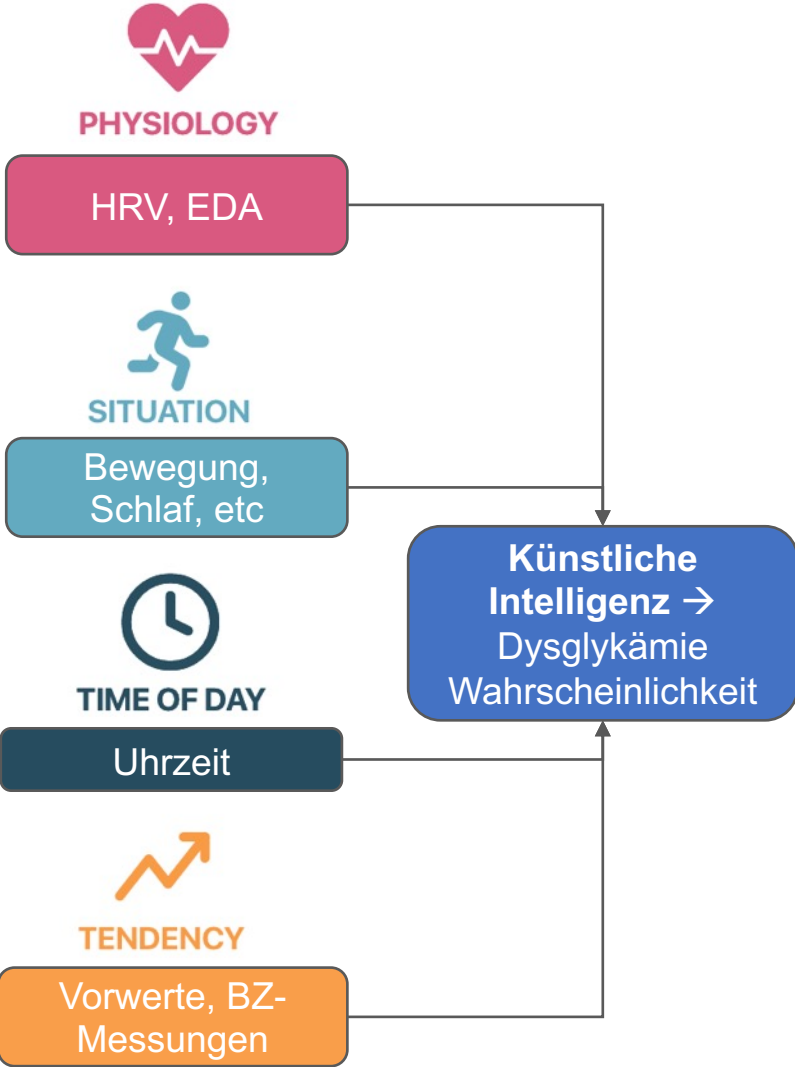 PHYSIOLOGY
HRV, EDA
SITUATION
Bewegung,
Schlaf, etc
TIME OF DAY
Uhrzeit
TENDENCY
Vorwerte, BZ-
Messungen
Künstliche
Intelligenz →
Dysglykämie
Wahrscheinlichkeit